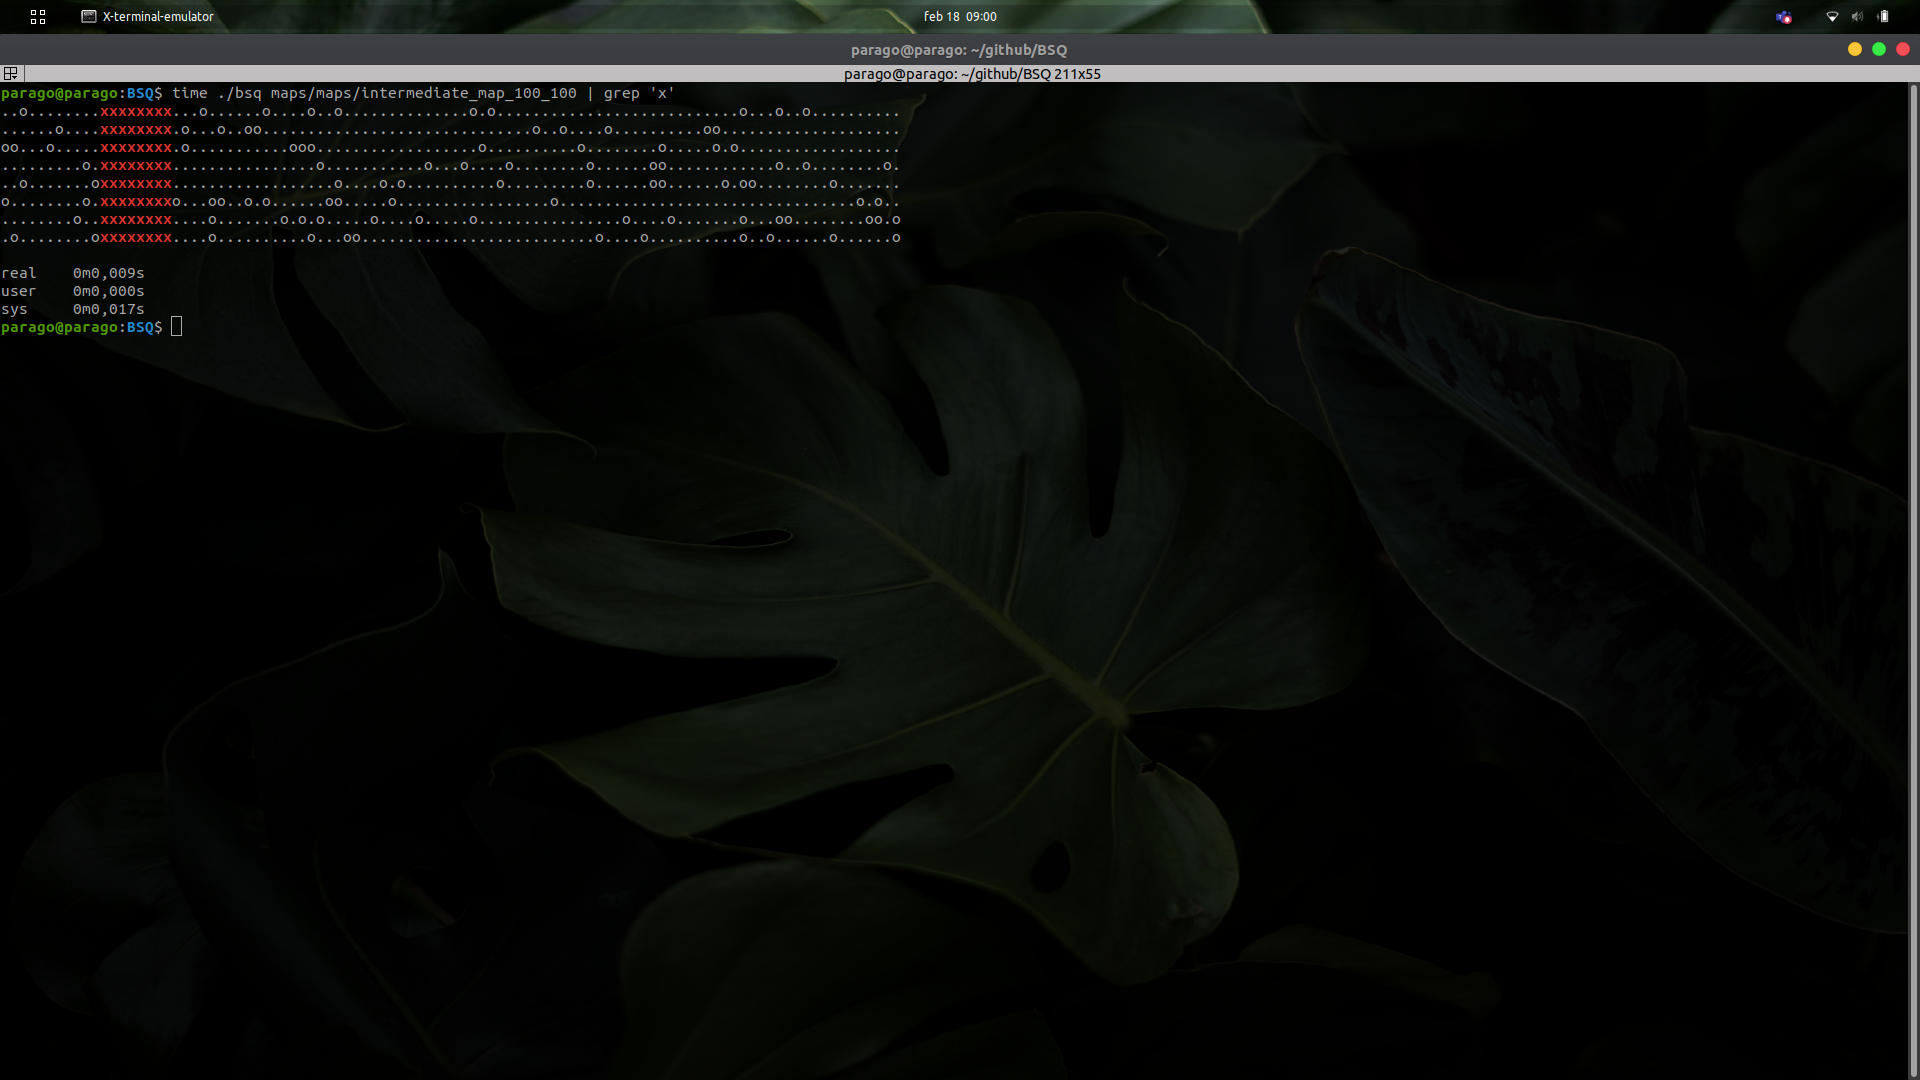 X-terminal-emulator
feb 18 09:00
parago@parago: ~/github/BSQ
parago@parago: ~/github/BSQ 211x55
parago@parago:BSQ$ time ./bsq maps/maps/intermediate_map_100_100 | grep 'x'
..o........xxxxxxxx...o......o....o..o..............o.o...........................o...o..o..........
......o....xxxxxxxx.o...o..oo..............................o..o....o..........oo....................
oo...o.....xxxxxxxx.o...........ooo..................o..........o........o.....o.o..................
.........o.xxxxxxxx................o...........o...o....o........o......oo............o..o........o.
..o.......oxxxxxxxx..................o....o.o..........o.........o......oo......o.oo........o.......
o........o.xxxxxxxxo...oo..o.o......oo.....o.................o.................................o.o..
........o..xxxxxxxx....o.......o.o.o.....o....o.....o................o....o.......o...oo........oo.o
.o........oxxxxxxxx....o..........o...oo..........................o....o..........o..o......o......o
real 0m0,009s
user 0m0,000s
sys 0m0,017s
parago@parago:BSQ$